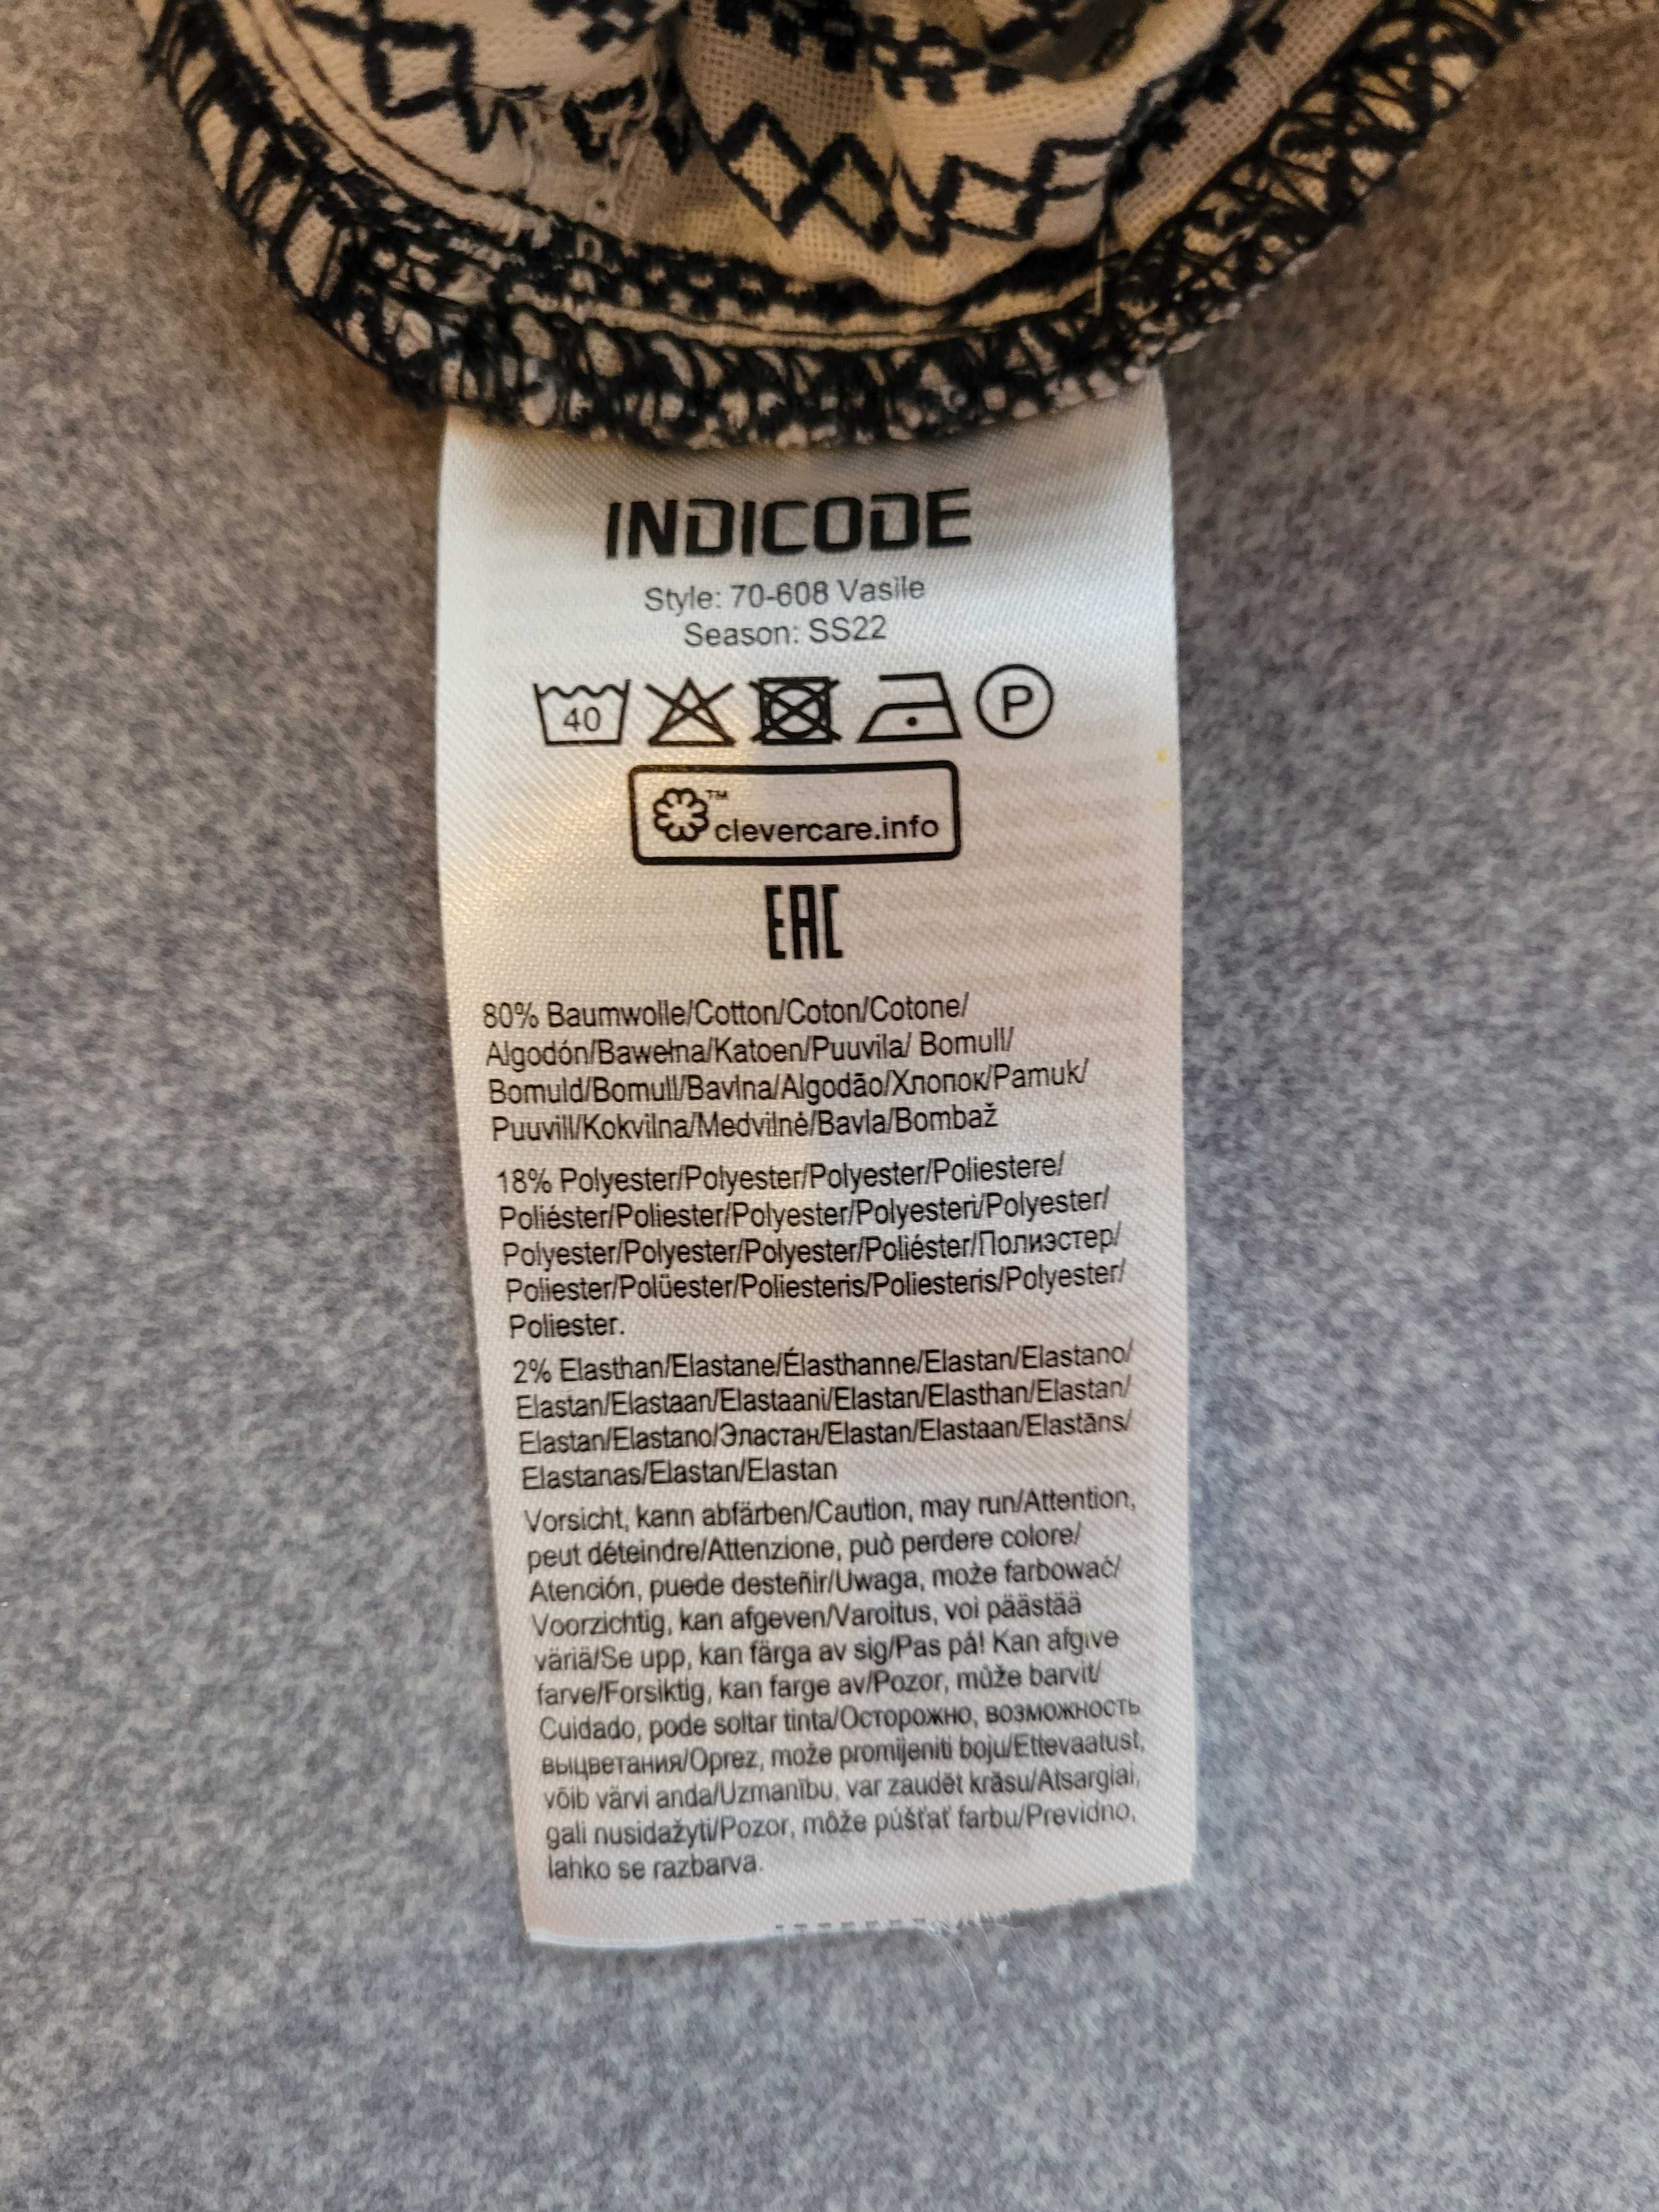 INDICODE
Style: 70-608 Vasile
Season: SS22
40 P
™
clevercare.info
EAC
80% Baumwolle/Cotton/Coton/Cotone/
Algodón/Bawełna/Katoen/Puuvila/ Bomull/
Bomuld/Bomull/Bavlna/Algodão/Хлопок/Pamuk/
Puuvill/Kokvilna/Medvilnė/Bavla/Bombaž
18% Polyester/Polyester/Polyester/Poliestere/
Poliéster/Poliester/Polyester/Polyesteri/Polyester/
Polyester/Polyester/Polyester/Poliéster/Полиэстер/
Poliester/Polüester/Poliesteris/Poliesteris/Polyester/
Poliester.
2% Elasthan/Elastane/Élasthanne/Elastan/Elastano/
Elastan/Elastaan/Elastaani/Elastan/Elasthan/Elastan/
Elastan/Elastano/Эластан/Elastan/Elastaan/Elastāns/
Elastanas/Elastan/Elastan
Vorsicht, kann abfärben/Caution, may run/Attention,
peut déteindre/Attenzione, può perdere colore/
Atención, puede desteñir/Uwaga, może farbować/
Voorzichtig, kan afgeven/Varoitus, voi päästää
väriä/Se upp, kan färga av sig/Pas på! Kan afgive
farve/Forsiktig, kan farge av/Pozor, může barvit/
Cuidado, pode soltar tinta/Осторожно, возможность
выцветания/Oprez, može promijeniti boju/Ettevaatust,
võib värvi anda/Uzmanību, var zaudēt krāsu/Atsargiai,
gali nusidažyti/Pozor, môže púšťať farbu/Previdno,
lahko se razbarva.